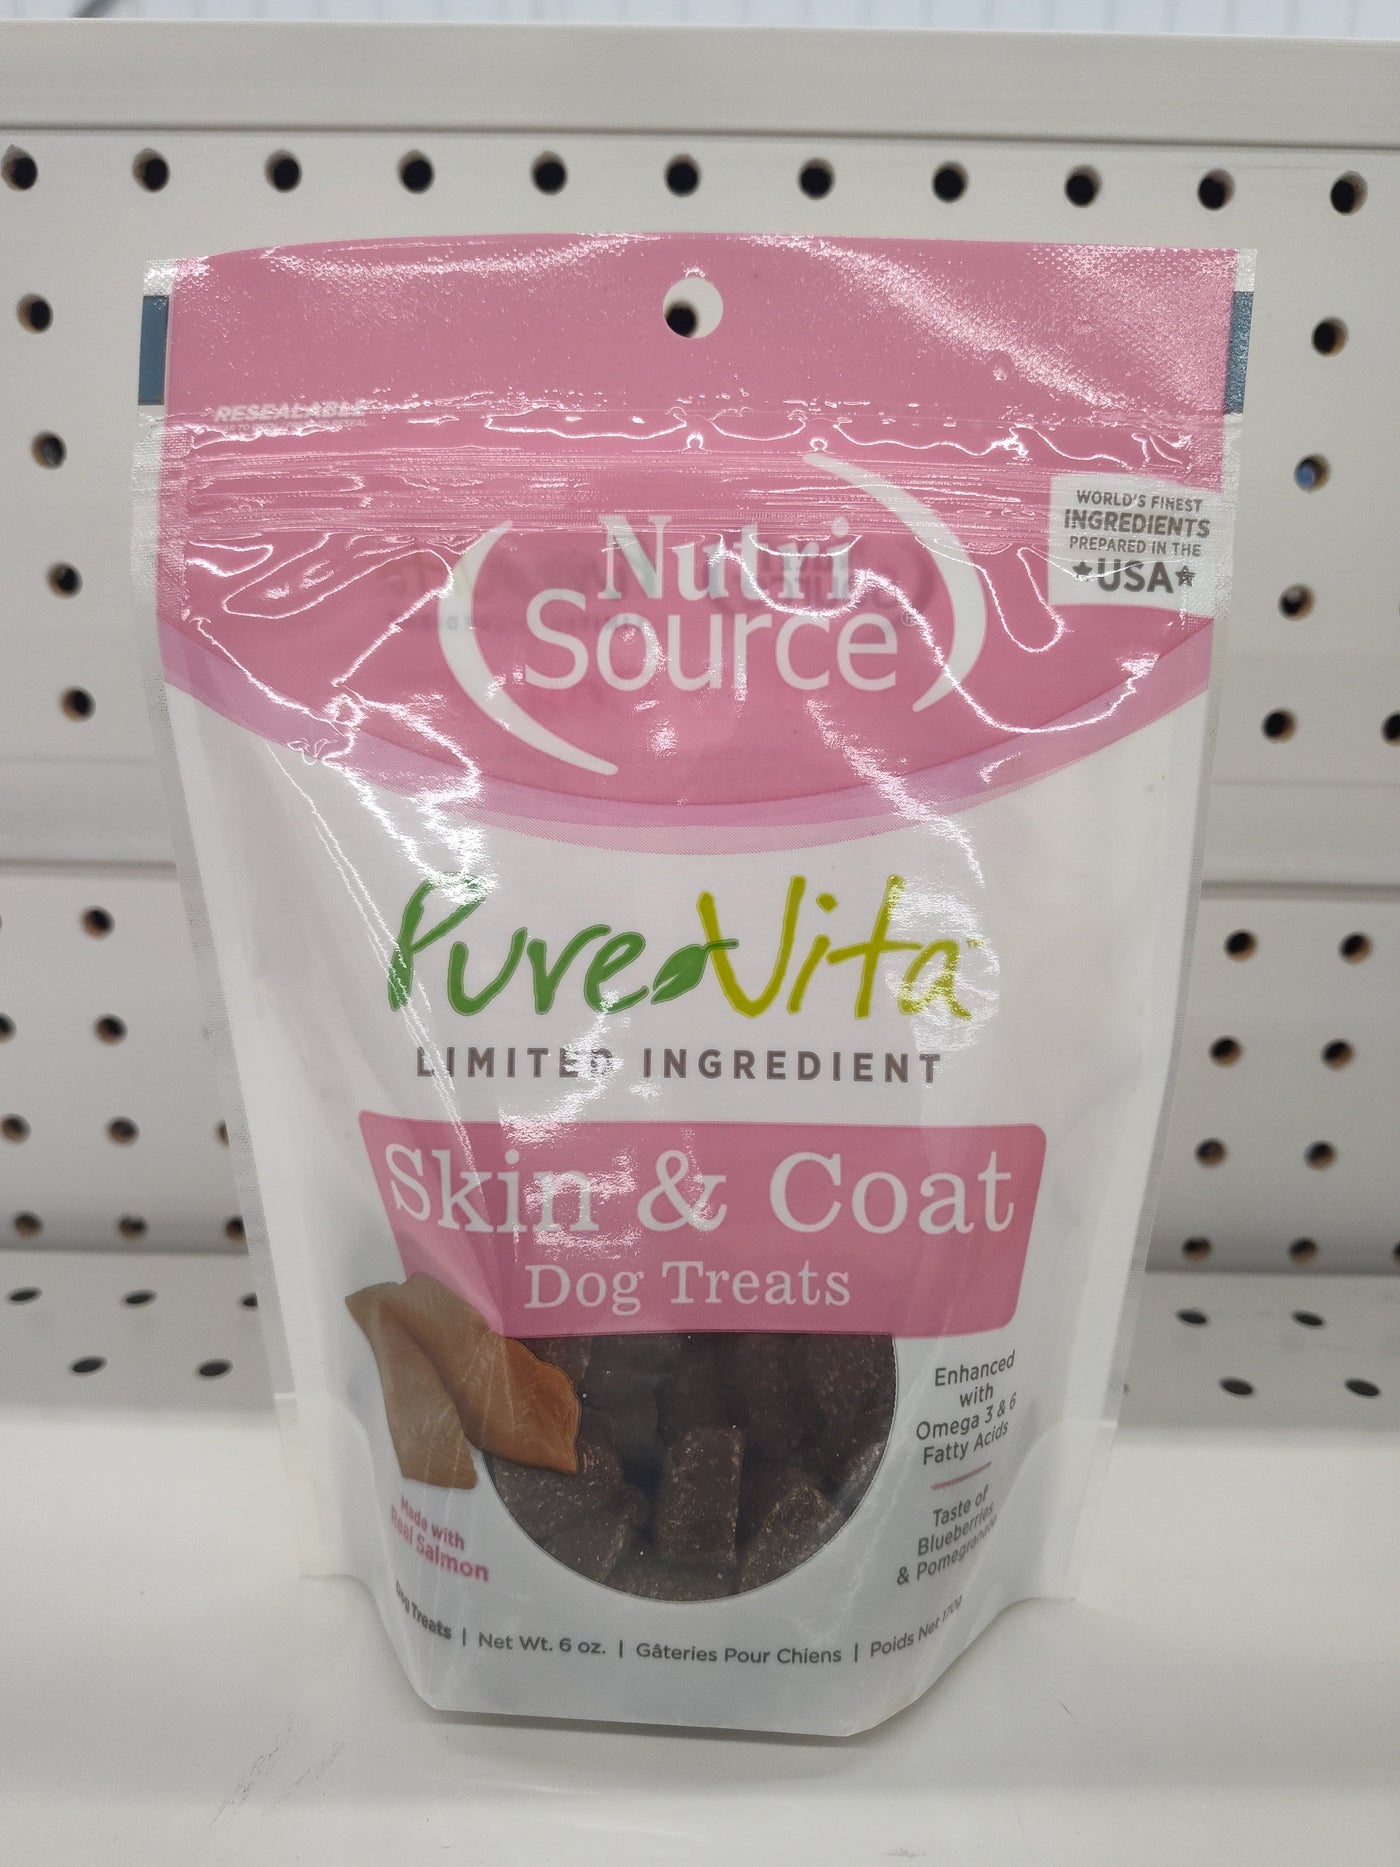 RESEALABLE
Nutri
Source®
WORLD'S FINEST
INGREDIENTS
PREPARED IN THE
★USA★
PureVita™
LIMITED INGREDIENT
Skin & Coat
Dog Treats
Enhanced
with
Omega 3 & 6
Fatty Acids
Taste of
Blueberries
& Pomegranate
Made with
Real Salmon
Dog Treats | Net Wt. 6 oz. | Gâteries Pour Chiens | Poids Net 170g